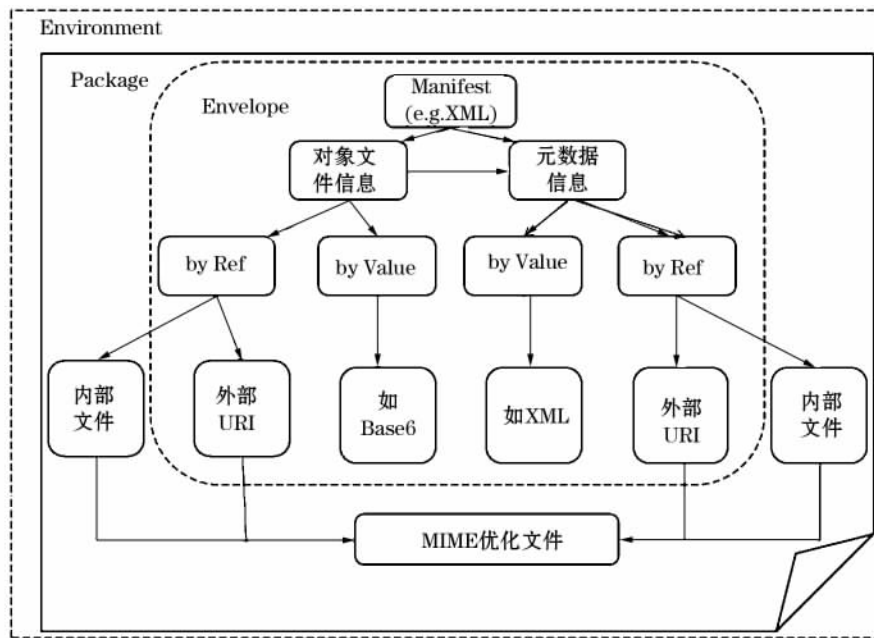 Environment
Package
Envelope
Manifest
(e.g.XML)
对象文
件信息
元数据
信息
by Ref
by Value
by Value
by Ref
内部
文件
外部
URI
如
Base6
如XML
外部
URI
内部
文件
MIME优化文件